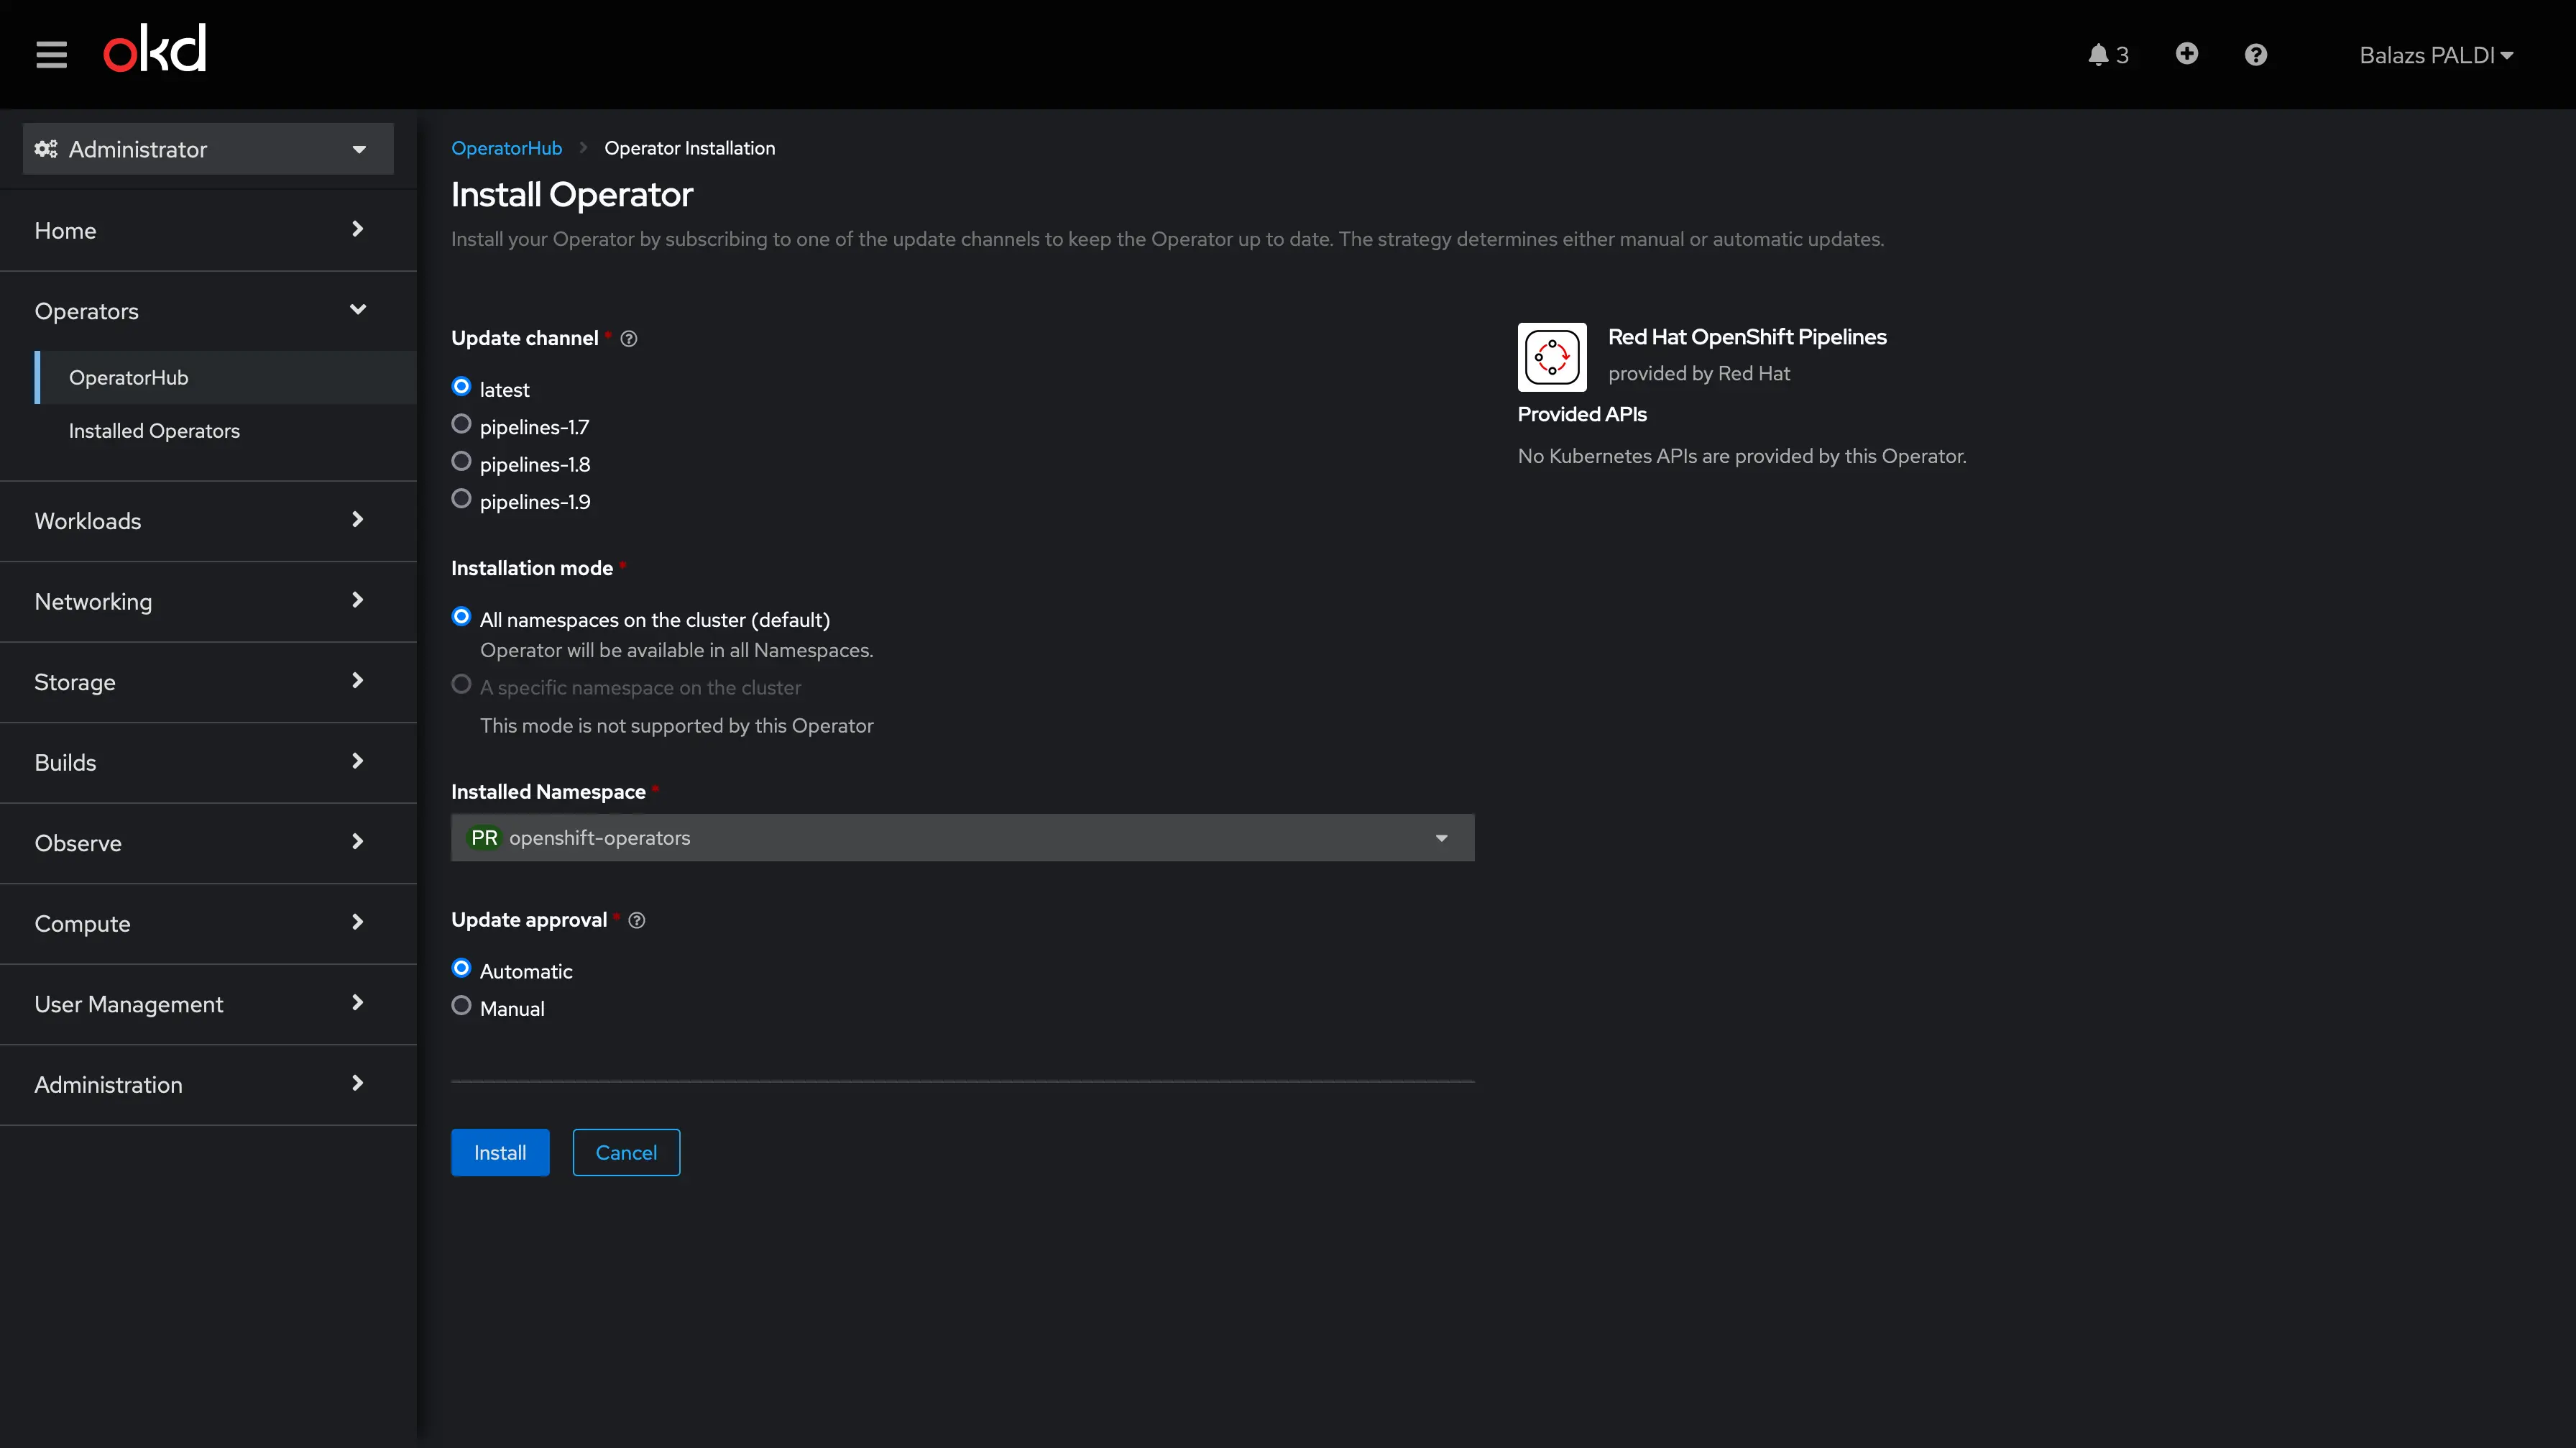 okd
3
Balazs PALDI
Administrator
Home
Operators
OperatorHub
Installed Operators
Workloads
Networking
Storage
Builds
Observe
Compute
User Management
Administration
OperatorHub
Operator Installation
Install Operator
Install your Operator by subscribing to one of the update channels to keep the Operator up to date. The strategy determines either manual or automatic updates.
Update channel *
latest
pipelines-1.7
pipelines-1.8
pipelines-1.9
Installation mode *
All namespaces on the cluster (default)
Operator will be available in all Namespaces.
A specific namespace on the cluster
This mode is not supported by this Operator
Installed Namespace *
PR openshift-operators
Update approval *
Automatic
Manual
Install
Cancel
Red Hat OpenShift Pipelines
provided by Red Hat
Provided APIs
No Kubernetes APIs are provided by this Operator.